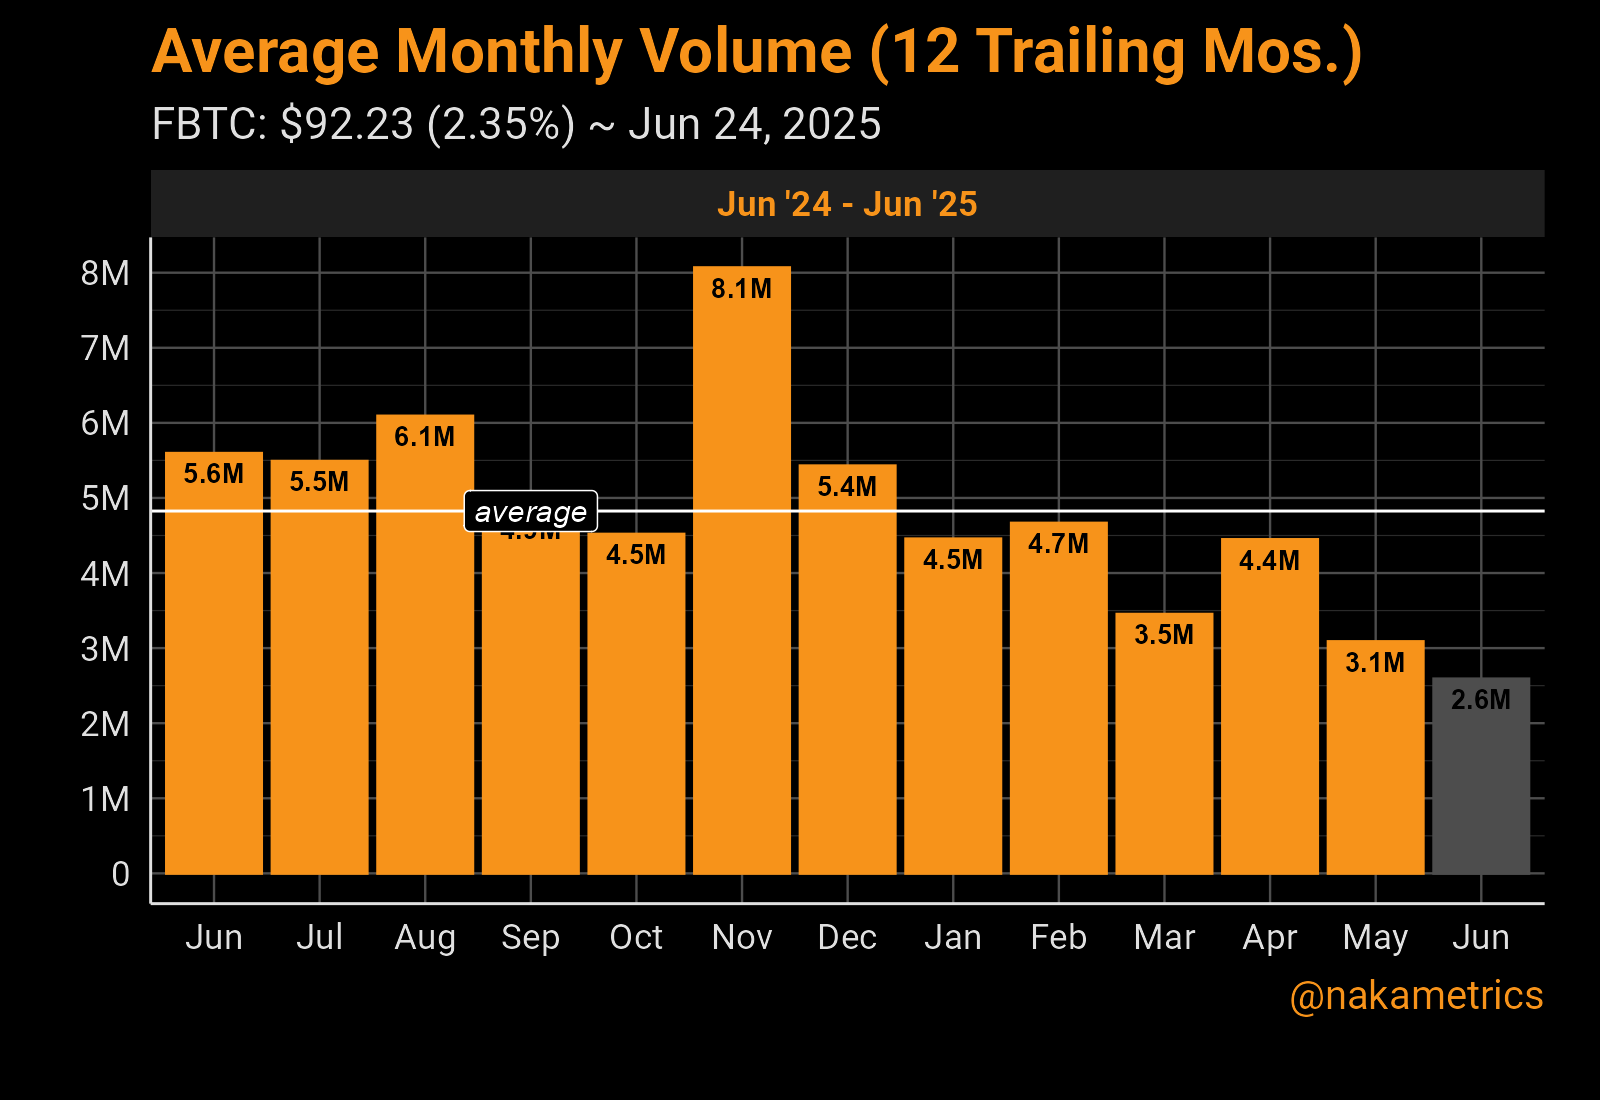 Average Monthly Volume (12 Trailing Mos.)
FBTC: $92.23 (2.35%) ~ Jun 24, 2025
Jun '24 - Jun '25
8M
7M
6M
5M
4M
3M
2M
1M
0
5.6M
5.5M
6.1M
average
4.5M
8.1M
5.4M
4.5M
4.7M
3.5M
4.4M
3.1M
2.6M
Jun Jul Aug Sep Oct Nov Dec Jan Feb Mar Apr May Jun
@nakametrics